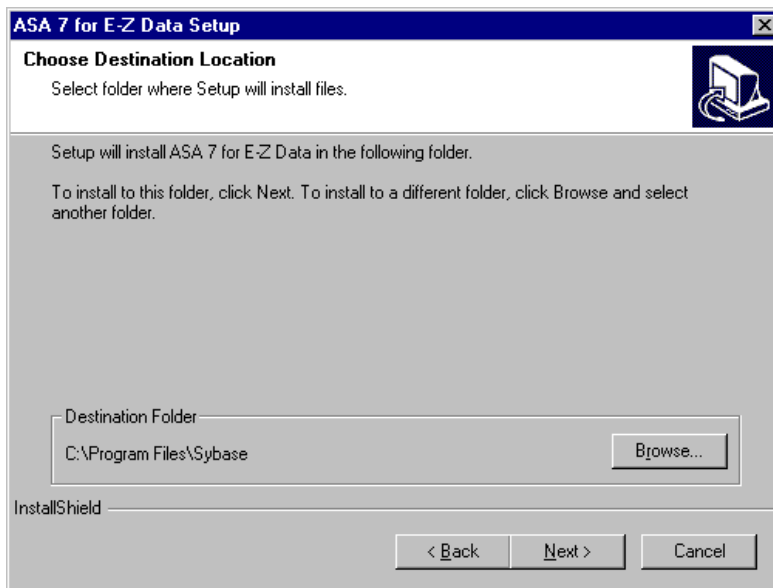 ASA 7 for E-Z Data Setup
Choose Destination Location
Select folder where Setup will install files.
Setup will install ASA 7 for E-Z Data in the following folder.
To install to this folder, click Next. To install to a different folder, click Browse and select
another folder.
Destination Folder
C:\Program Files\Sybase
Browse...
InstallShield
< Back
Next >
Cancel